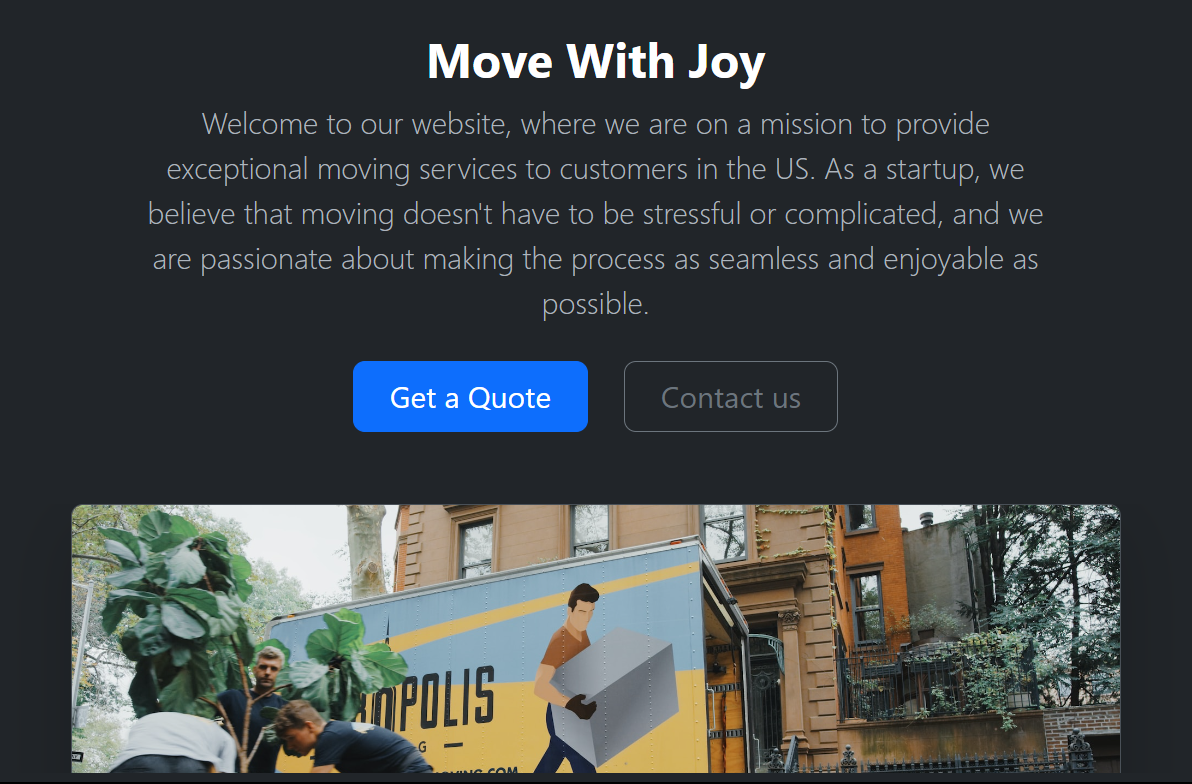 Move With Joy
Welcome to our website, where we are on a mission to provide
exceptional moving services to customers in the US. As a startup, we
believe that moving doesn't have to be stressful or complicated, and we
are passionate about making the process as seamless and enjoyable as
possible.
Get a Quote
Contact us
POLIS